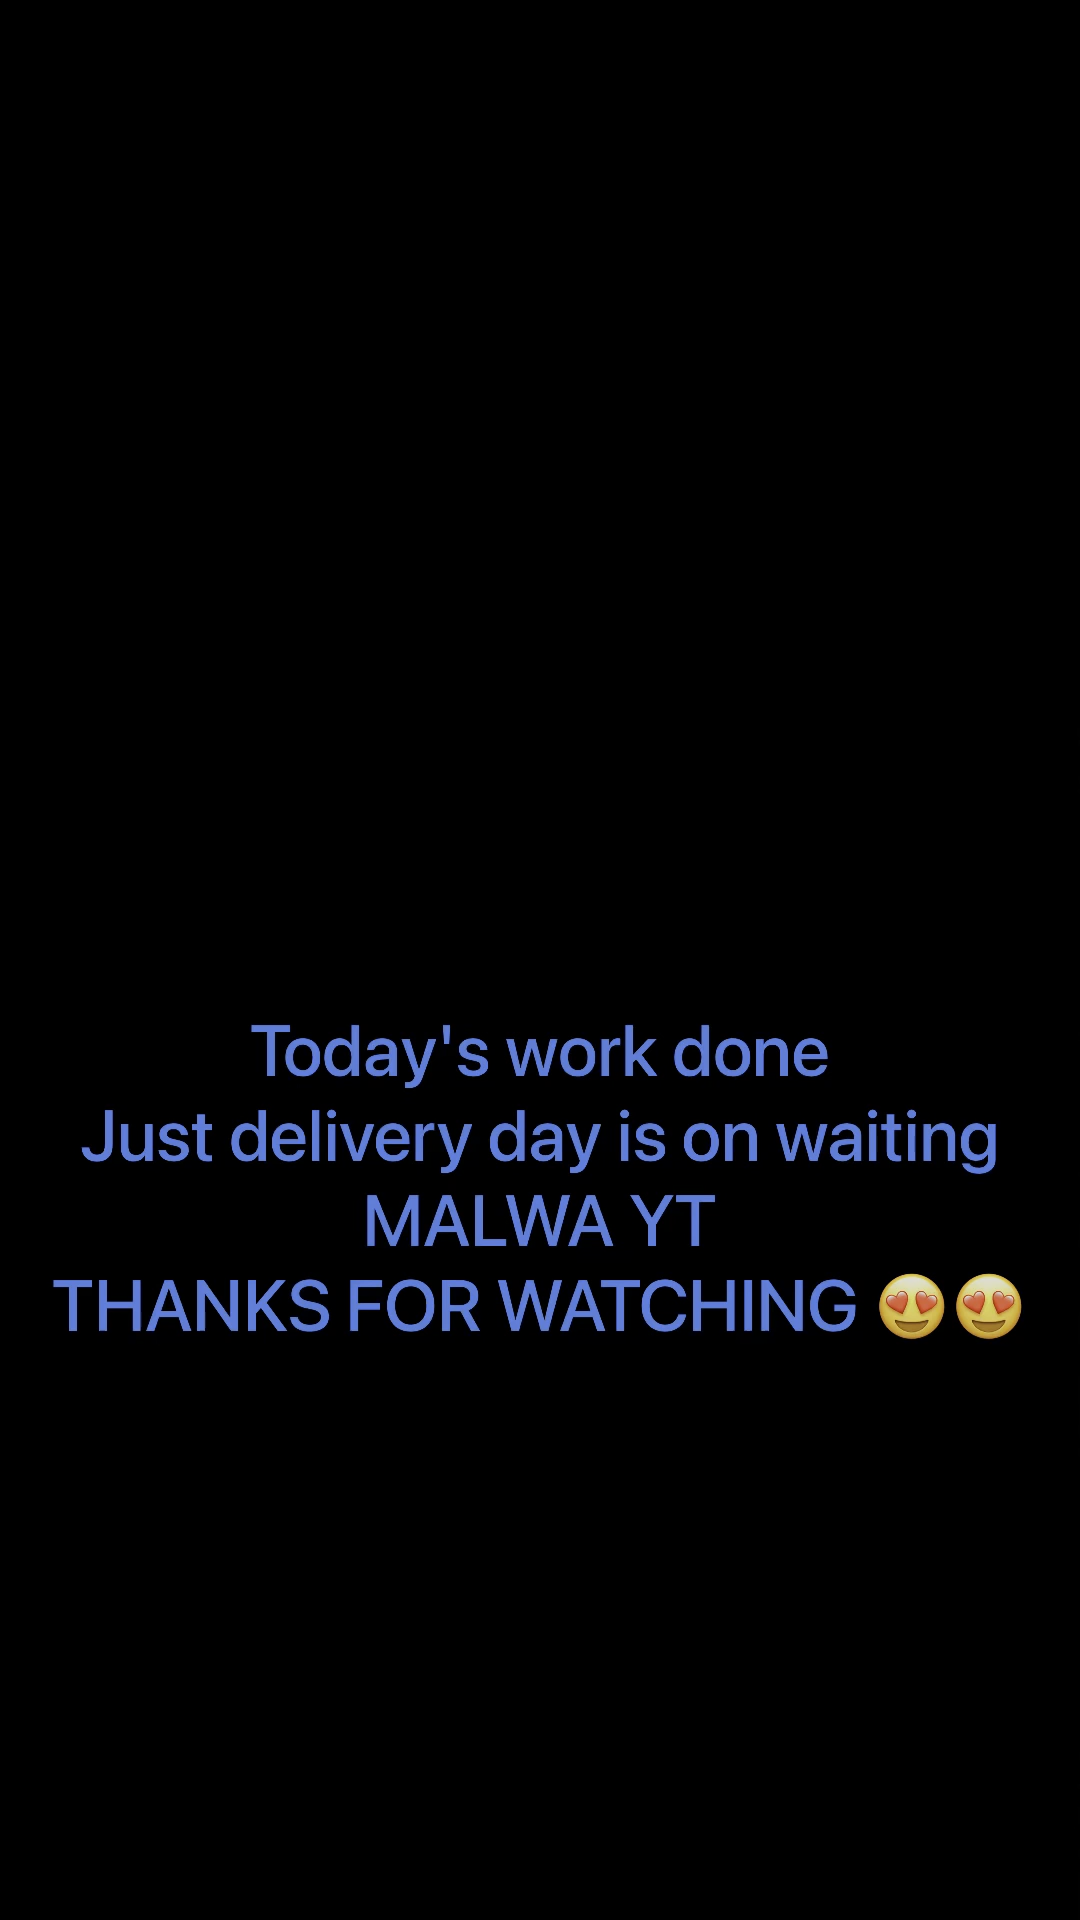 Today's work done
Just delivery day is on waiting
MALWA YT
THANKS FOR WATCHING 😍😍